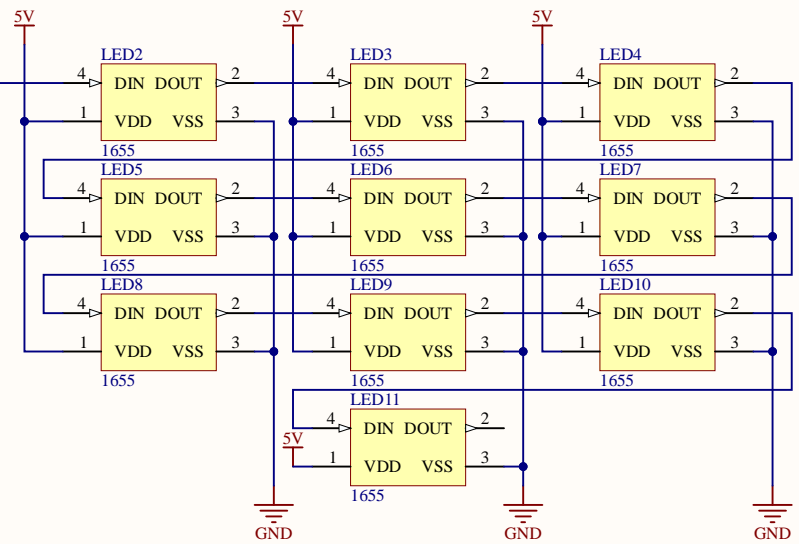 5V 5V 5V
LED2 LED3 LED4
4 DIN DOUT 2 4 DIN DOUT 2 4 DIN DOUT 2
1 VDD VSS 3 1 VDD VSS 3 1 VDD VSS 3
1655 1655 1655
LED5 LED6 LED7
4 DIN DOUT 2 4 DIN DOUT 2 4 DIN DOUT 2
1 VDD VSS 3 1 VDD VSS 3 1 VDD VSS 3
1655 1655 1655
LED8 LED9 LED10
4 DIN DOUT 2 4 DIN DOUT 2 4 DIN DOUT 2
1 VDD VSS 3 1 VDD VSS 3 1 VDD VSS 3
1655 1655 1655
LED11
4 DIN DOUT 2
5V
1 VDD VSS 3
1655
GND GND GND